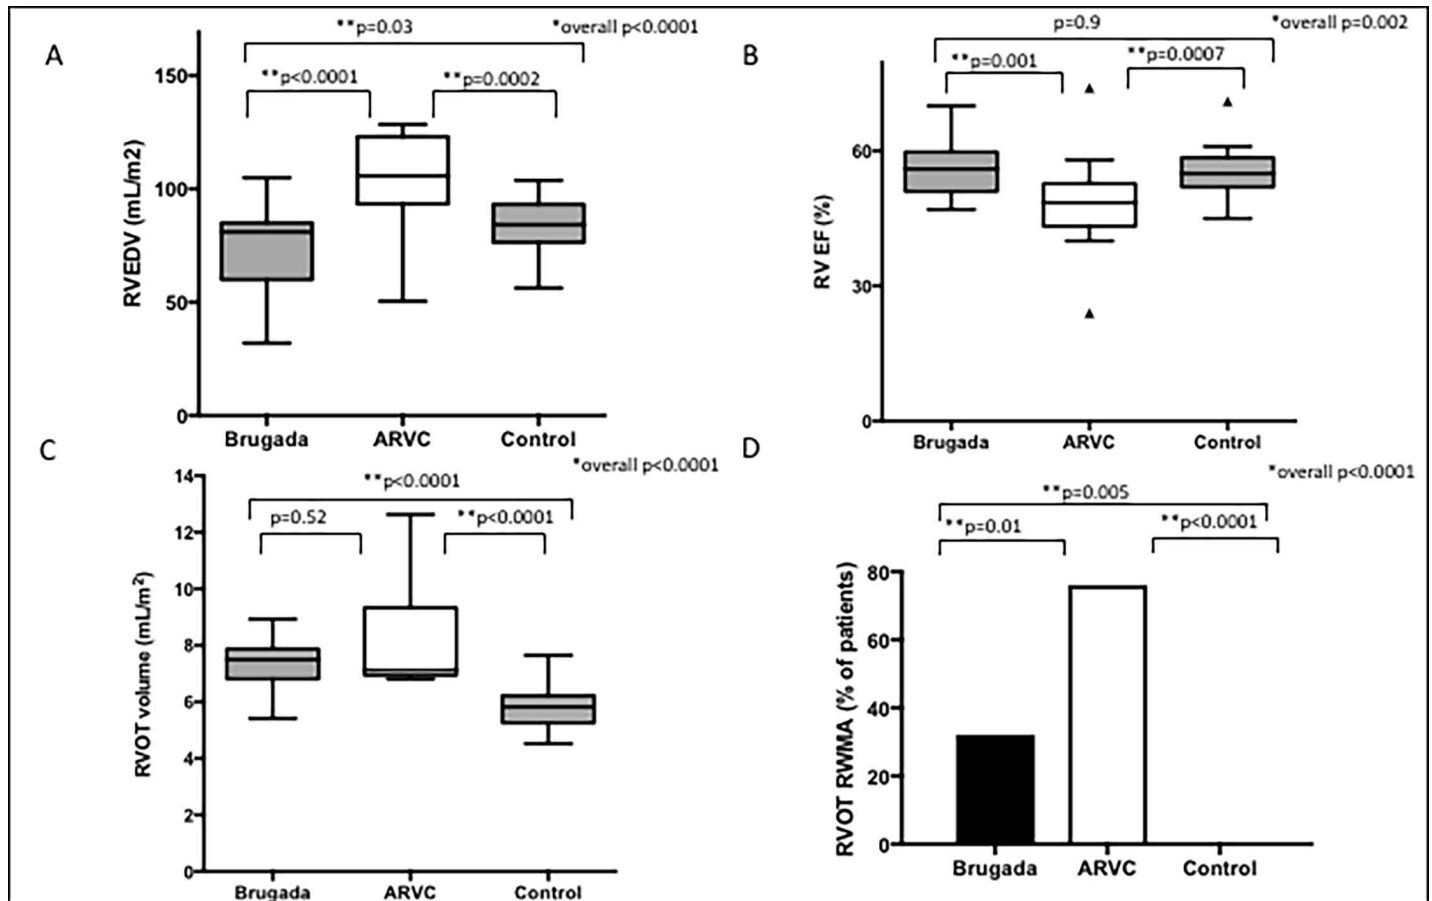 A
**p=0.03
*overall p<0.0001
**p<0.0001
**p=0.0002
RVEDV (mL/m2)
150
100
50
0
Brugada
ARVC
Control
B
p=0.9
*overall p=0.002
**p=0.001
**p=0.0007
RV EF (%)
60
30
0
Brugada
ARVC
Control
C
*overall p<0.0001
**p<0.0001
p=0.52
**p<0.0001
RVOT volume (mL/m²)
14
12
10
8
6
4
2
0
Brugada
ARVC
Control
D
*overall p<0.0001
**p=0.005
**p=0.01
**p<0.0001
RVOT RWMA (% of patients)
80
60
40
20
0
Brugada
ARVC
Control